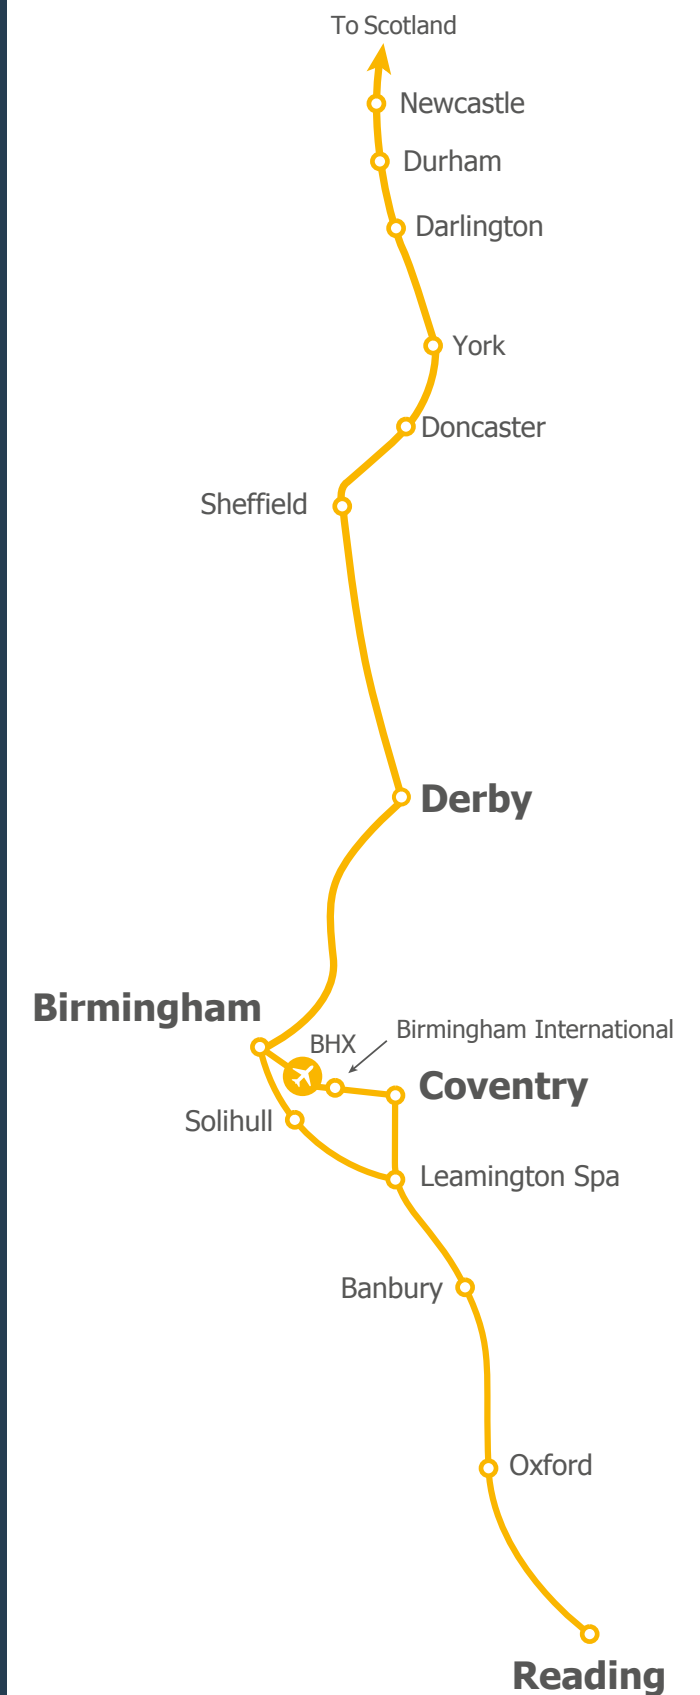 To Scotland
Newcastle
Durham
Darlington
York
Doncaster
Sheffield
Derby
Birmingham
BHX
Birmingham International
Coventry
Solihull
Leamington Spa
Banbury
Oxford
Reading